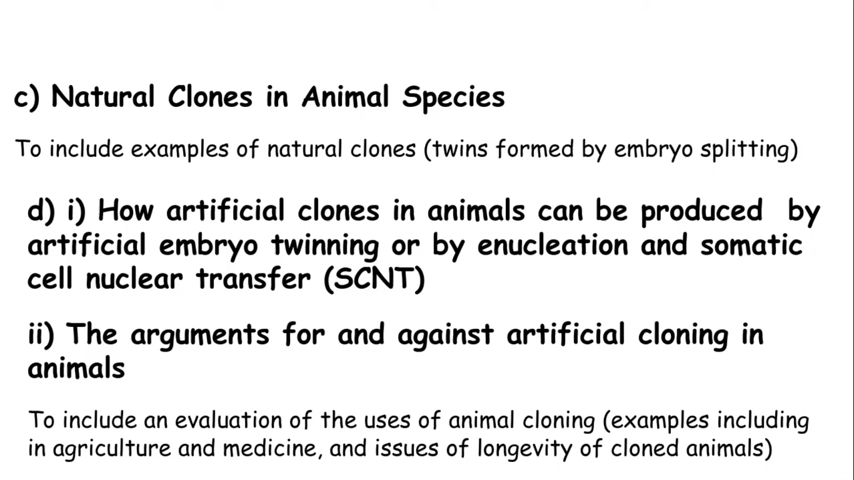 c) Natural Clones in Animal Species
To include examples of natural clones (twins formed by embryo splitting)
d) i) How artificial clones in animals can be produced by
artificial embryo twinning or by enucleation and somatic
cell nuclear transfer (SCNT)
ii) The arguments for and against artificial cloning in
animals
To include an evaluation of the uses of animal cloning (examples including
in agriculture and medicine, and issues of longevity of cloned animals)